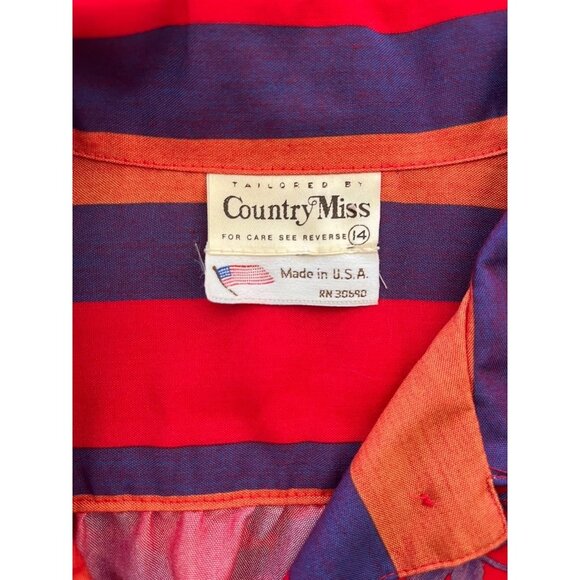 TAILORED BY
Country Miss
FOR CARE SEE REVERSE 14
Made in U.S.A.
RN 30690